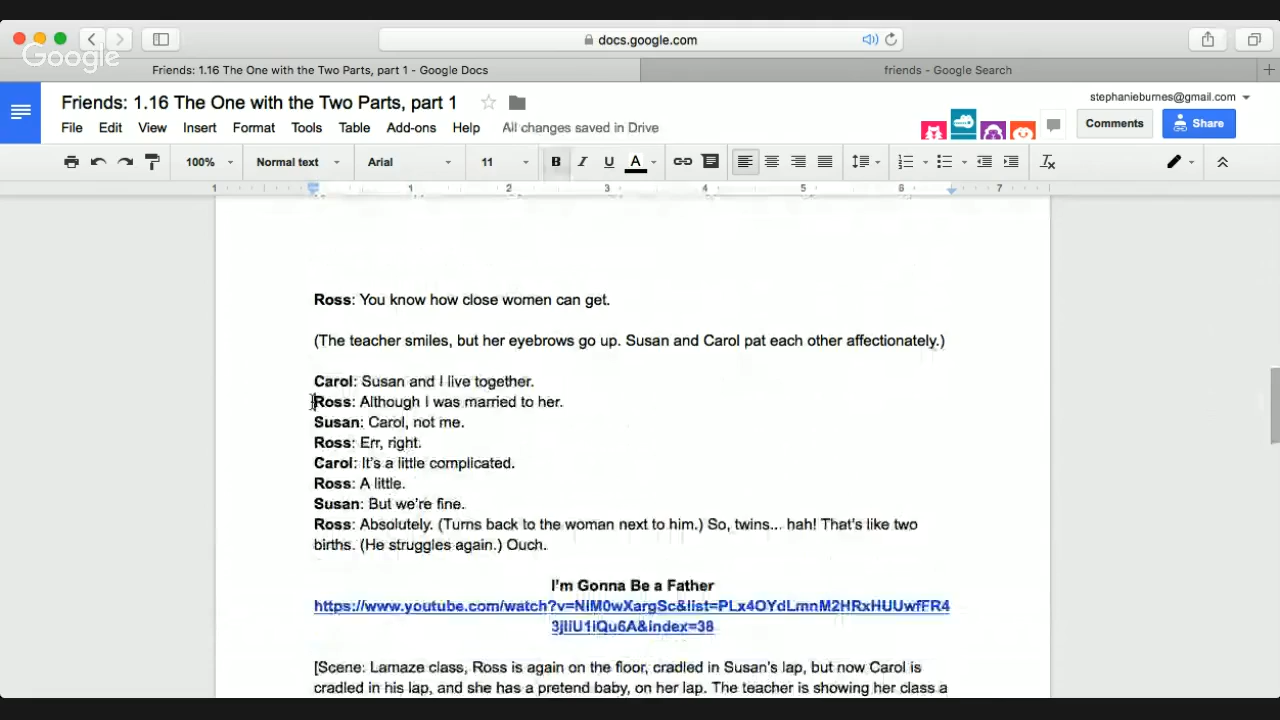 docs.google.com
Google
Friends: 1.16 The One with the Two Parts, part 1 - Google Docs
friends - Google Search
Friends: 1.16 The One with the Two Parts, part 1
stephanieburnes@gmail.com
File Edit View Insert Format Tools Table Add-ons Help All changes saved in Drive
Comments
Share
100% Normal text Arial 11 B I U A
1 1 2 3 4 5 6 7
Ross: You know how close women can get.
(The teacher smiles, but her eyebrows go up. Susan and Carol pat each other affectionately.)
Carol: Susan and I live together.
Ross: Although I was married to her.
Susan: Carol, not me.
Ross: Err, right.
Carol: It's a little complicated.
Ross: A little.
Susan: But we're fine.
Ross: Absolutely. (Turns back to the woman next to him.) So, twins... hah! That's like two
births. (He struggles again.) Ouch.
I'm Gonna Be a Father
https://www.youtube.com/watch?v=NiM0wXargSc&list=PLx4OYdLmnM2HRxHUUwfFR4
3jliU1lQu6A&index=38
[Scene: Lamaze class, Ross is again on the floor, cradled in Susan's lap, but now Carol is
cradled in his lap, and she has a pretend baby, on her lap. The teacher is showing her class a